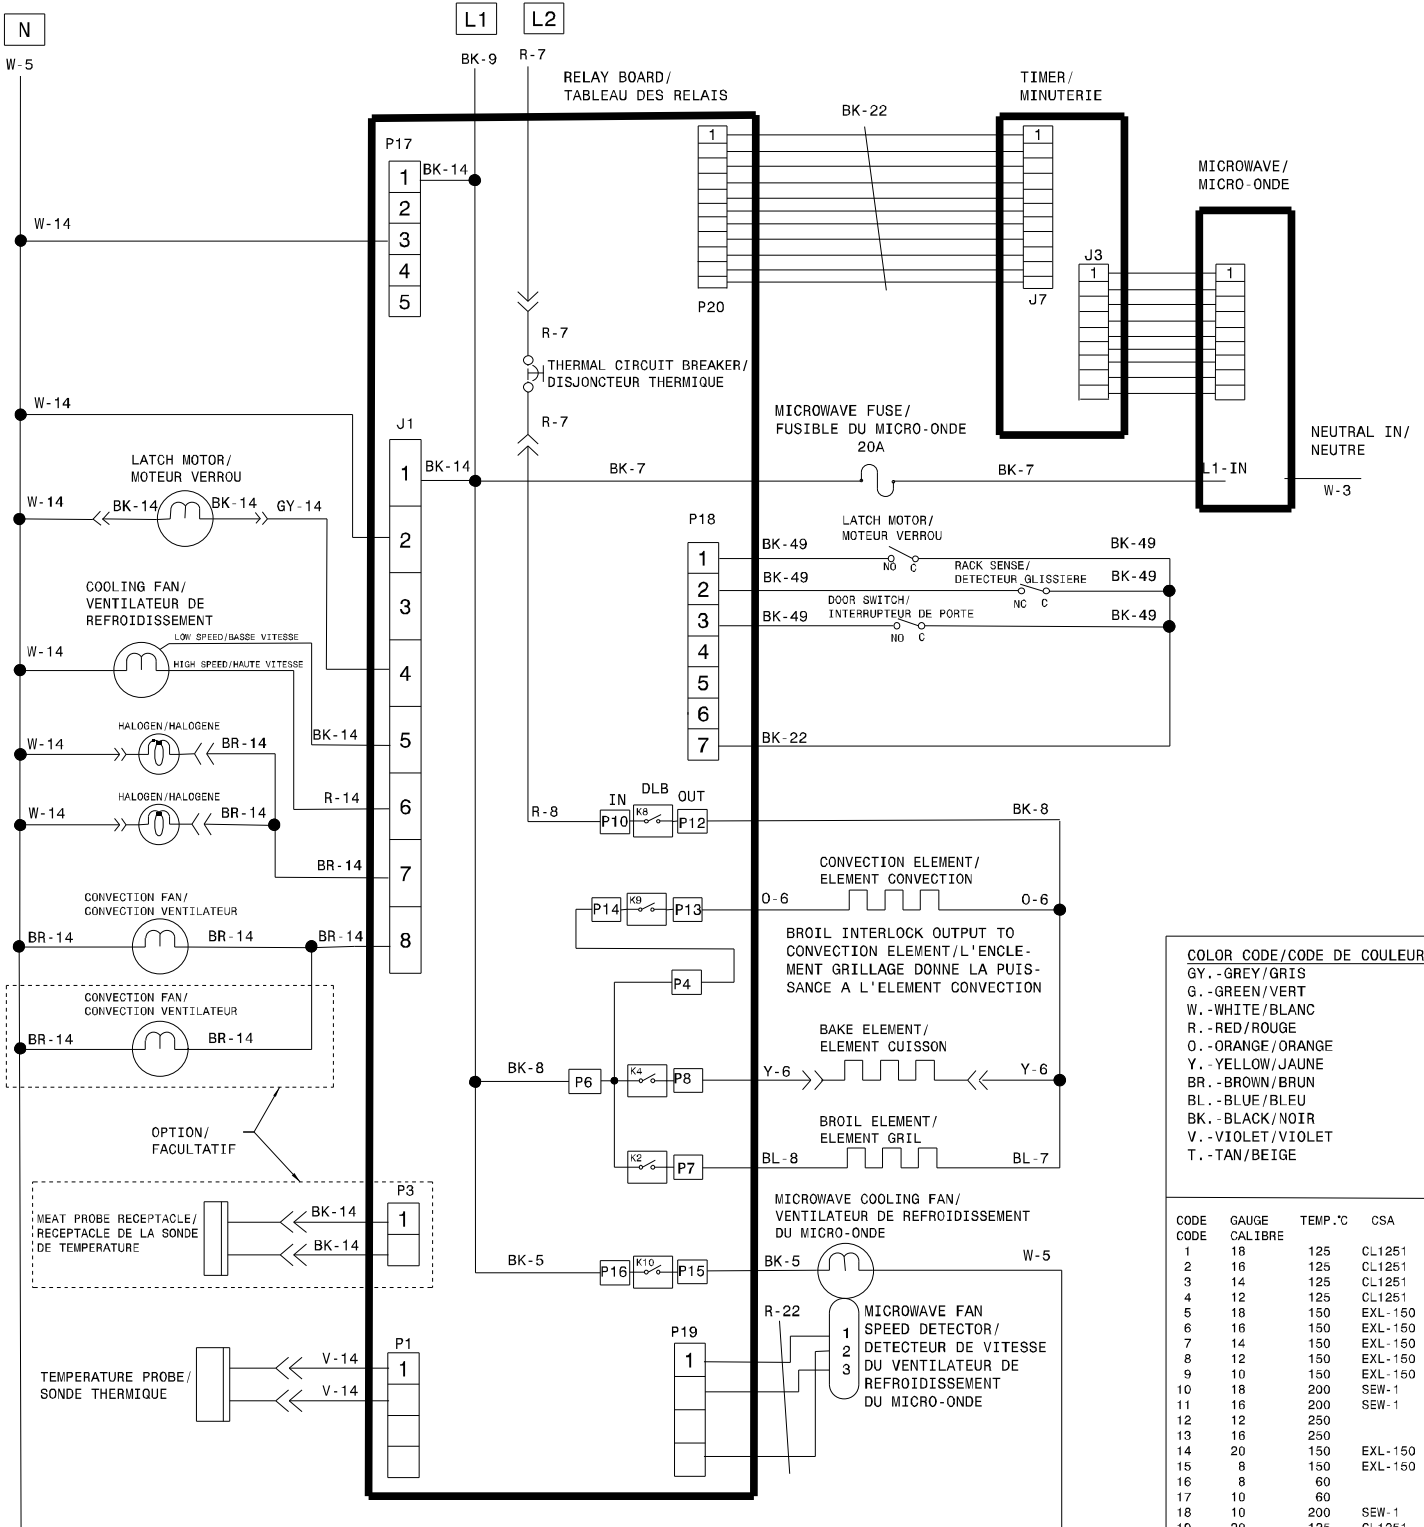 N
L1
L2
W-5
BK-9
R-7
RELAY BOARD/
TABLEAU DES RELAIS
TIMER/
MINUTERIE
BK-22
P17
1
2
3
4
5
BK-14
W-14
1
P20
1
J7
J3
1
MICROWAVE/
MICRO-ONDE
1
R-7
THERMAL CIRCUIT BREAKER/
DISJONCTEUR THERMIQUE
R-7
W-14
J1
1
2
3
4
5
6
7
8
BK-14
BK-7
MICROWAVE FUSE/
FUSIBLE DU MICRO-ONDE
20A
BK-7
L1-IN
NEUTRAL IN/
NEUTRE
W-3
LATCH MOTOR/
MOTEUR VERROU
W-14
BK-14
BK-14
GY-14
COOLING FAN/
VENTILATEUR DE
REFROIDISSEMENT
LOW SPEED/BASSE VITESSE
HIGH SPEED/HAUTE VITESSE
W-14
BK-14
R-14
HALOGEN/HALOGENE
W-14
BR-14
HALOGEN/HALOGENE
W-14
BR-14
BR-14
CONVECTION FAN/
CONVECTION VENTILATEUR
BR-14
BR-14
BR-14
CONVECTION FAN/
CONVECTION VENTILATEUR
BR-14
BR-14
OPTION/
FACULTATIF
P18
1
2
3
4
5
6
7
BK-49
LATCH MOTOR/
MOTEUR VERROU
NO
C
BK-49
BK-49
RACK SENSE/
DETECTEUR GLISSIERE
NC
C
BK-49
BK-49
DOOR SWITCH/
INTERRUPTEUR DE PORTE
NO
C
BK-49
BK-22
R-8
IN
DLB
OUT
P10
K8
P12
BK-8
P14
K9
P13
O-6
CONVECTION ELEMENT/
ELEMENT CONVECTION
O-6
BROIL INTERLOCK OUTPUT TO
CONVECTION ELEMENT/L'ENCLE-
MENT GRILLAGE DONNE LA PUIS-
SANCE A L'ELEMENT CONVECTION
P4
BK-8
P6
K4
P8
Y-6
BAKE ELEMENT/
ELEMENT CUISSON
Y-6
K2
P7
BL-8
BROIL ELEMENT/
ELEMENT GRIL
BL-7
MICROWAVE COOLING FAN/
VENTILATEUR DE REFROIDISSEMENT
DU MICRO-ONDE
BK-5
P16
K10
P15
BK-5
W-5
MEAT PROBE RECEPTACLE/
RECEPTACLE DE LA SONDE
DE TEMPERATURE
BK-14
BK-14
P3
1
TEMPERATURE PROBE/
SONDE THERMIQUE
V-14
V-14
P1
1
P19
1
R-22
1
2
3
MICROWAVE FAN
SPEED DETECTOR/
DETECTEUR DE VITESSE
DU VENTILATEUR DE
REFROIDISSEMENT
DU MICRO-ONDE
COLOR CODE/CODE DE COULEUR
GY.-GREY/GRIS
G.-GREEN/VERT
W.-WHITE/BLANC
R.-RED/ROUGE
O.-ORANGE/ORANGE
Y.-YELLOW/JAUNE
BR.-BROWN/BRUN
BL.-BLUE/BLEU
BK.-BLACK/NOIR
V.-VIOLET/VIOLET
T.-TAN/BEIGE
CODE GAUGE TEMP.°C CSA
CODE CALIBRE
1 18 125 CL1251
2 16 125 CL1251
3 14 125 CL1251
4 12 125 CL1251
5 18 150 EXL-150
6 16 150 EXL-150
7 14 150 EXL-150
8 12 150 EXL-150
9 10 150 EXL-150
10 18 200 SEW-1
11 16 200 SEW-1
12 12 250
13 16 250
14 20 150 EXL-150
15 8 150 EXL-150
16 8 60
17 10 60
18 10 200 SEW-1